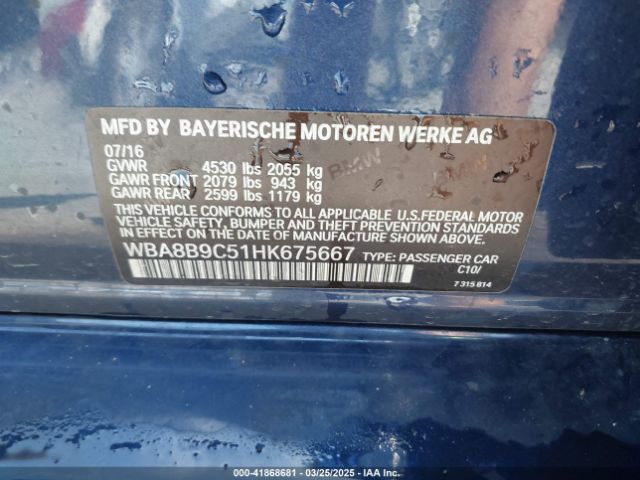 MFD BY BAYERISCHE MOTOREN WERKE AG
07/16
GVWR 4530 lbs 2055 kg
GAWR FRONT 2079 lbs 943 kg
GAWR REAR 2599 lbs 1179 kg
BMW
THIS VEHICLE CONFORMS TO ALL APPLICABLE U.S.FEDERAL MOTOR
VEHICLE SAFETY, BUMPER, AND THEFT PREVENTION STANDARDS
IN EFFECT ON THE DATE OF MANUFACTURE SHOWN ABOVE.
WBA8B9C51HK675667 TYPE: PASSENGER CAR
C10/
7 315 814
000-41868681 - 03/25/2025 - IAA Inc.